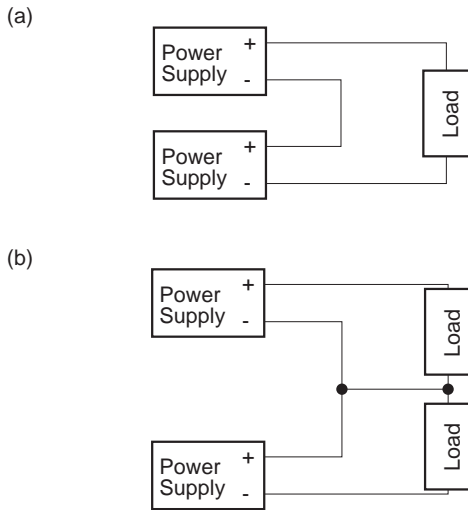 (a)
Power
Supply
+
-
Power
Supply
+
-
Load
(b)
Power
Supply
+
-
Load
Power
Supply
+
-
Load